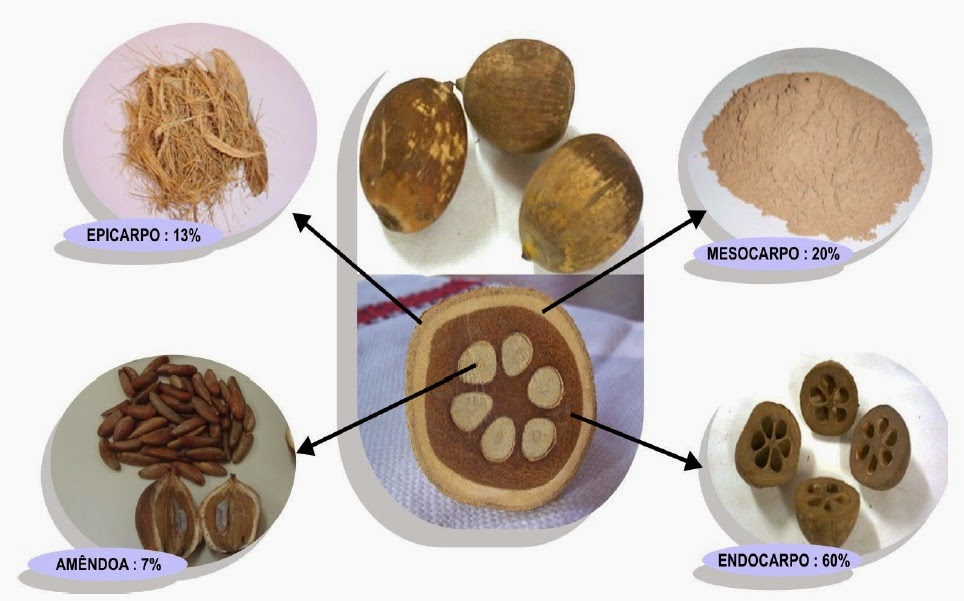 EPICARPO : 13%
MESOCARPO : 20%
AMÊNDOA : 7%
ENDOCARPO : 60%